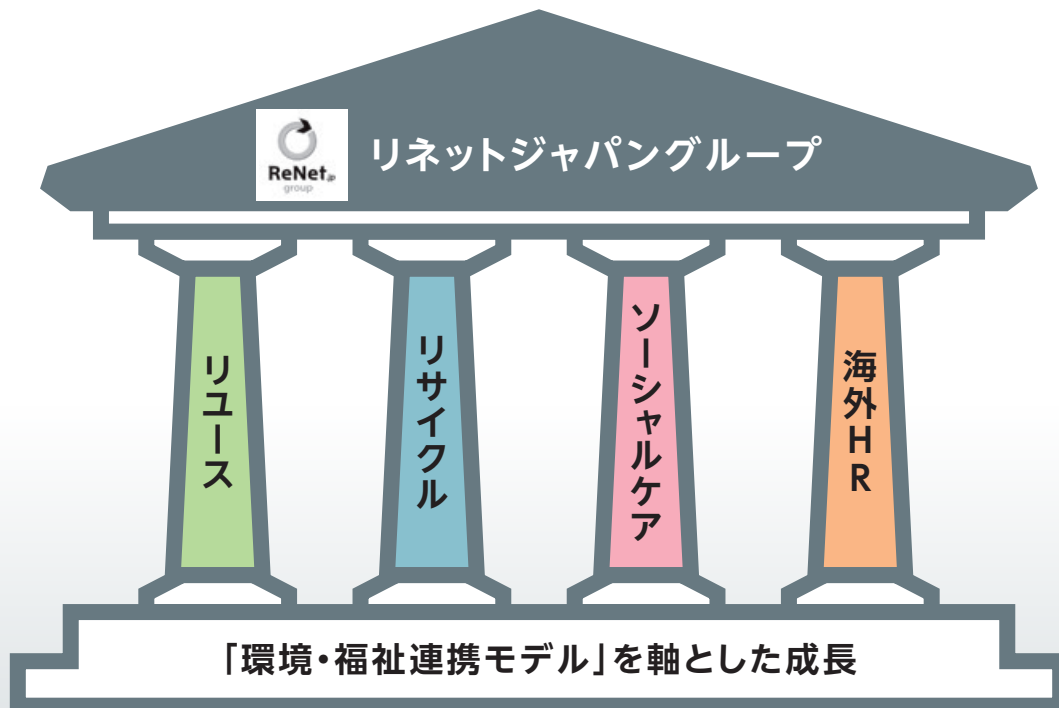 ReNet.jp
group
リネットジャパングループ
リユース
リサイクル
ソーシャルケア
海外HR
「環境・福祉連携モデル」を軸とした成長